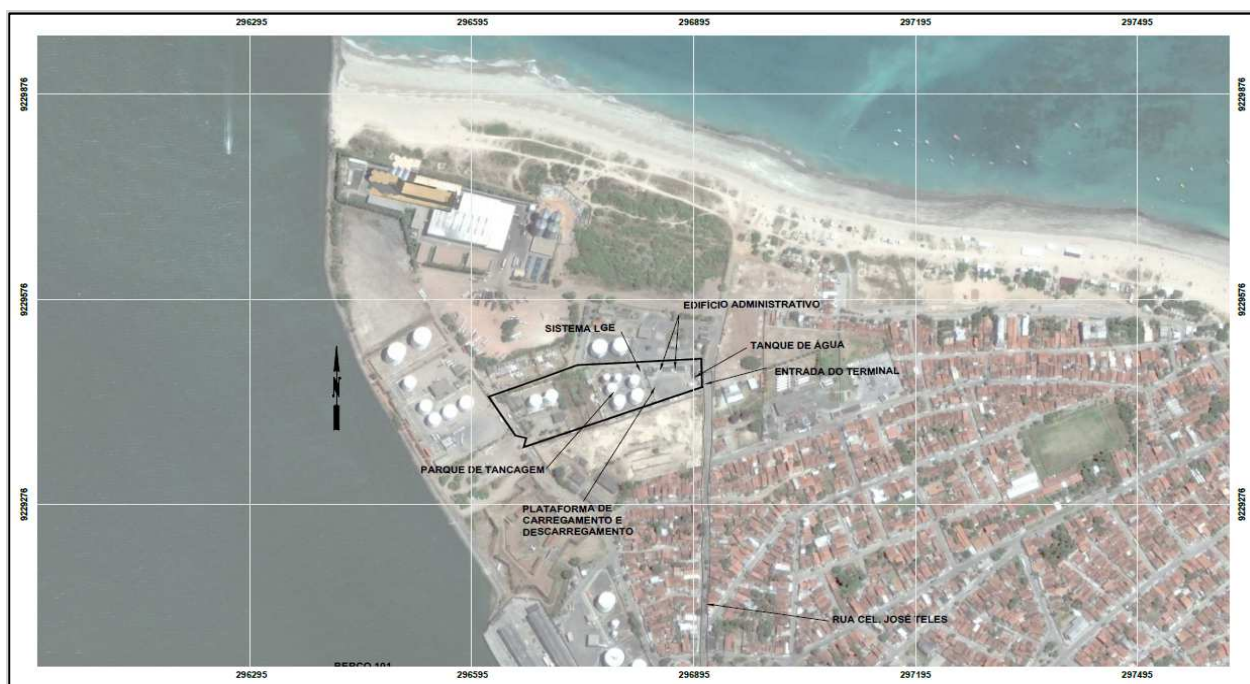 296295 296595 296895 297195 297495
9229876 9229876
9229576 9229576
EDIFÍCIO ADMINISTRATIVO
SISTEMA LGE
TANQUE DE ÁGUA
ENTRADA DO TERMINAL
N
PARQUE DE TANCAGEM
9229276 9229276
PLATAFORMA DE
CARREGAMENTO E
DESCARREGAMENTO
RUA CEL. JOSÉ TELES
BERÇO 101
296295 296595 296895 297195 297495